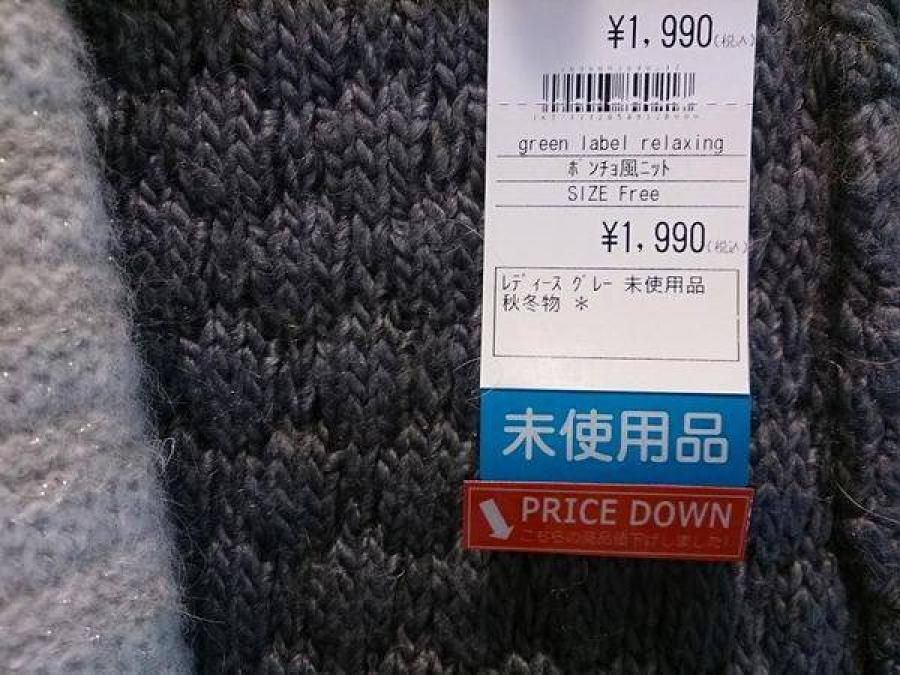 ¥1,990(税込)
green label relaxing
ﾎﾟﾝﾁｮ風ﾆｯﾄ
SIZE Free
¥1,990(税込)
ﾚﾃﾞｨｰｽ ｸﾞﾚｰ 未使用品
秋冬物 ＊
未使用品
PRICE DOWN
こちらの商品値下げしました!